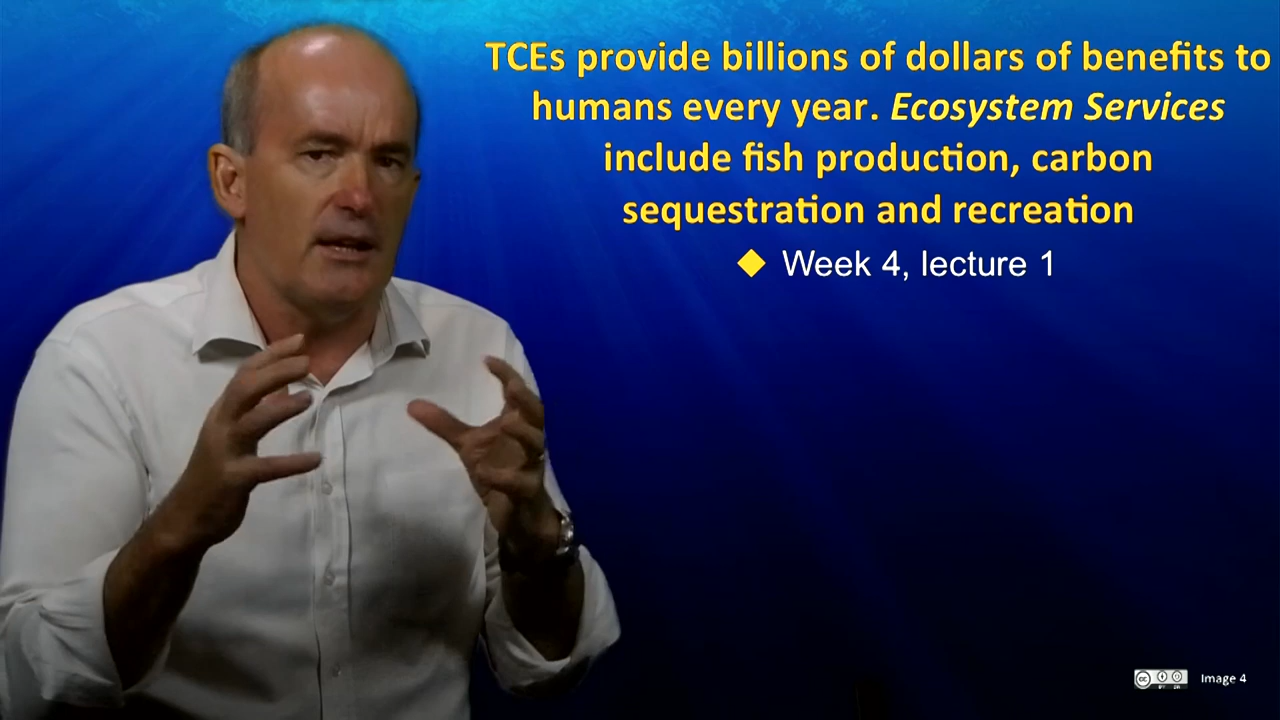 TCEs provide billions of dollars of benefits to
humans every year. Ecosystem Services
include fish production, carbon
sequestration and recreation
Week 4, lecture 1
Image 4